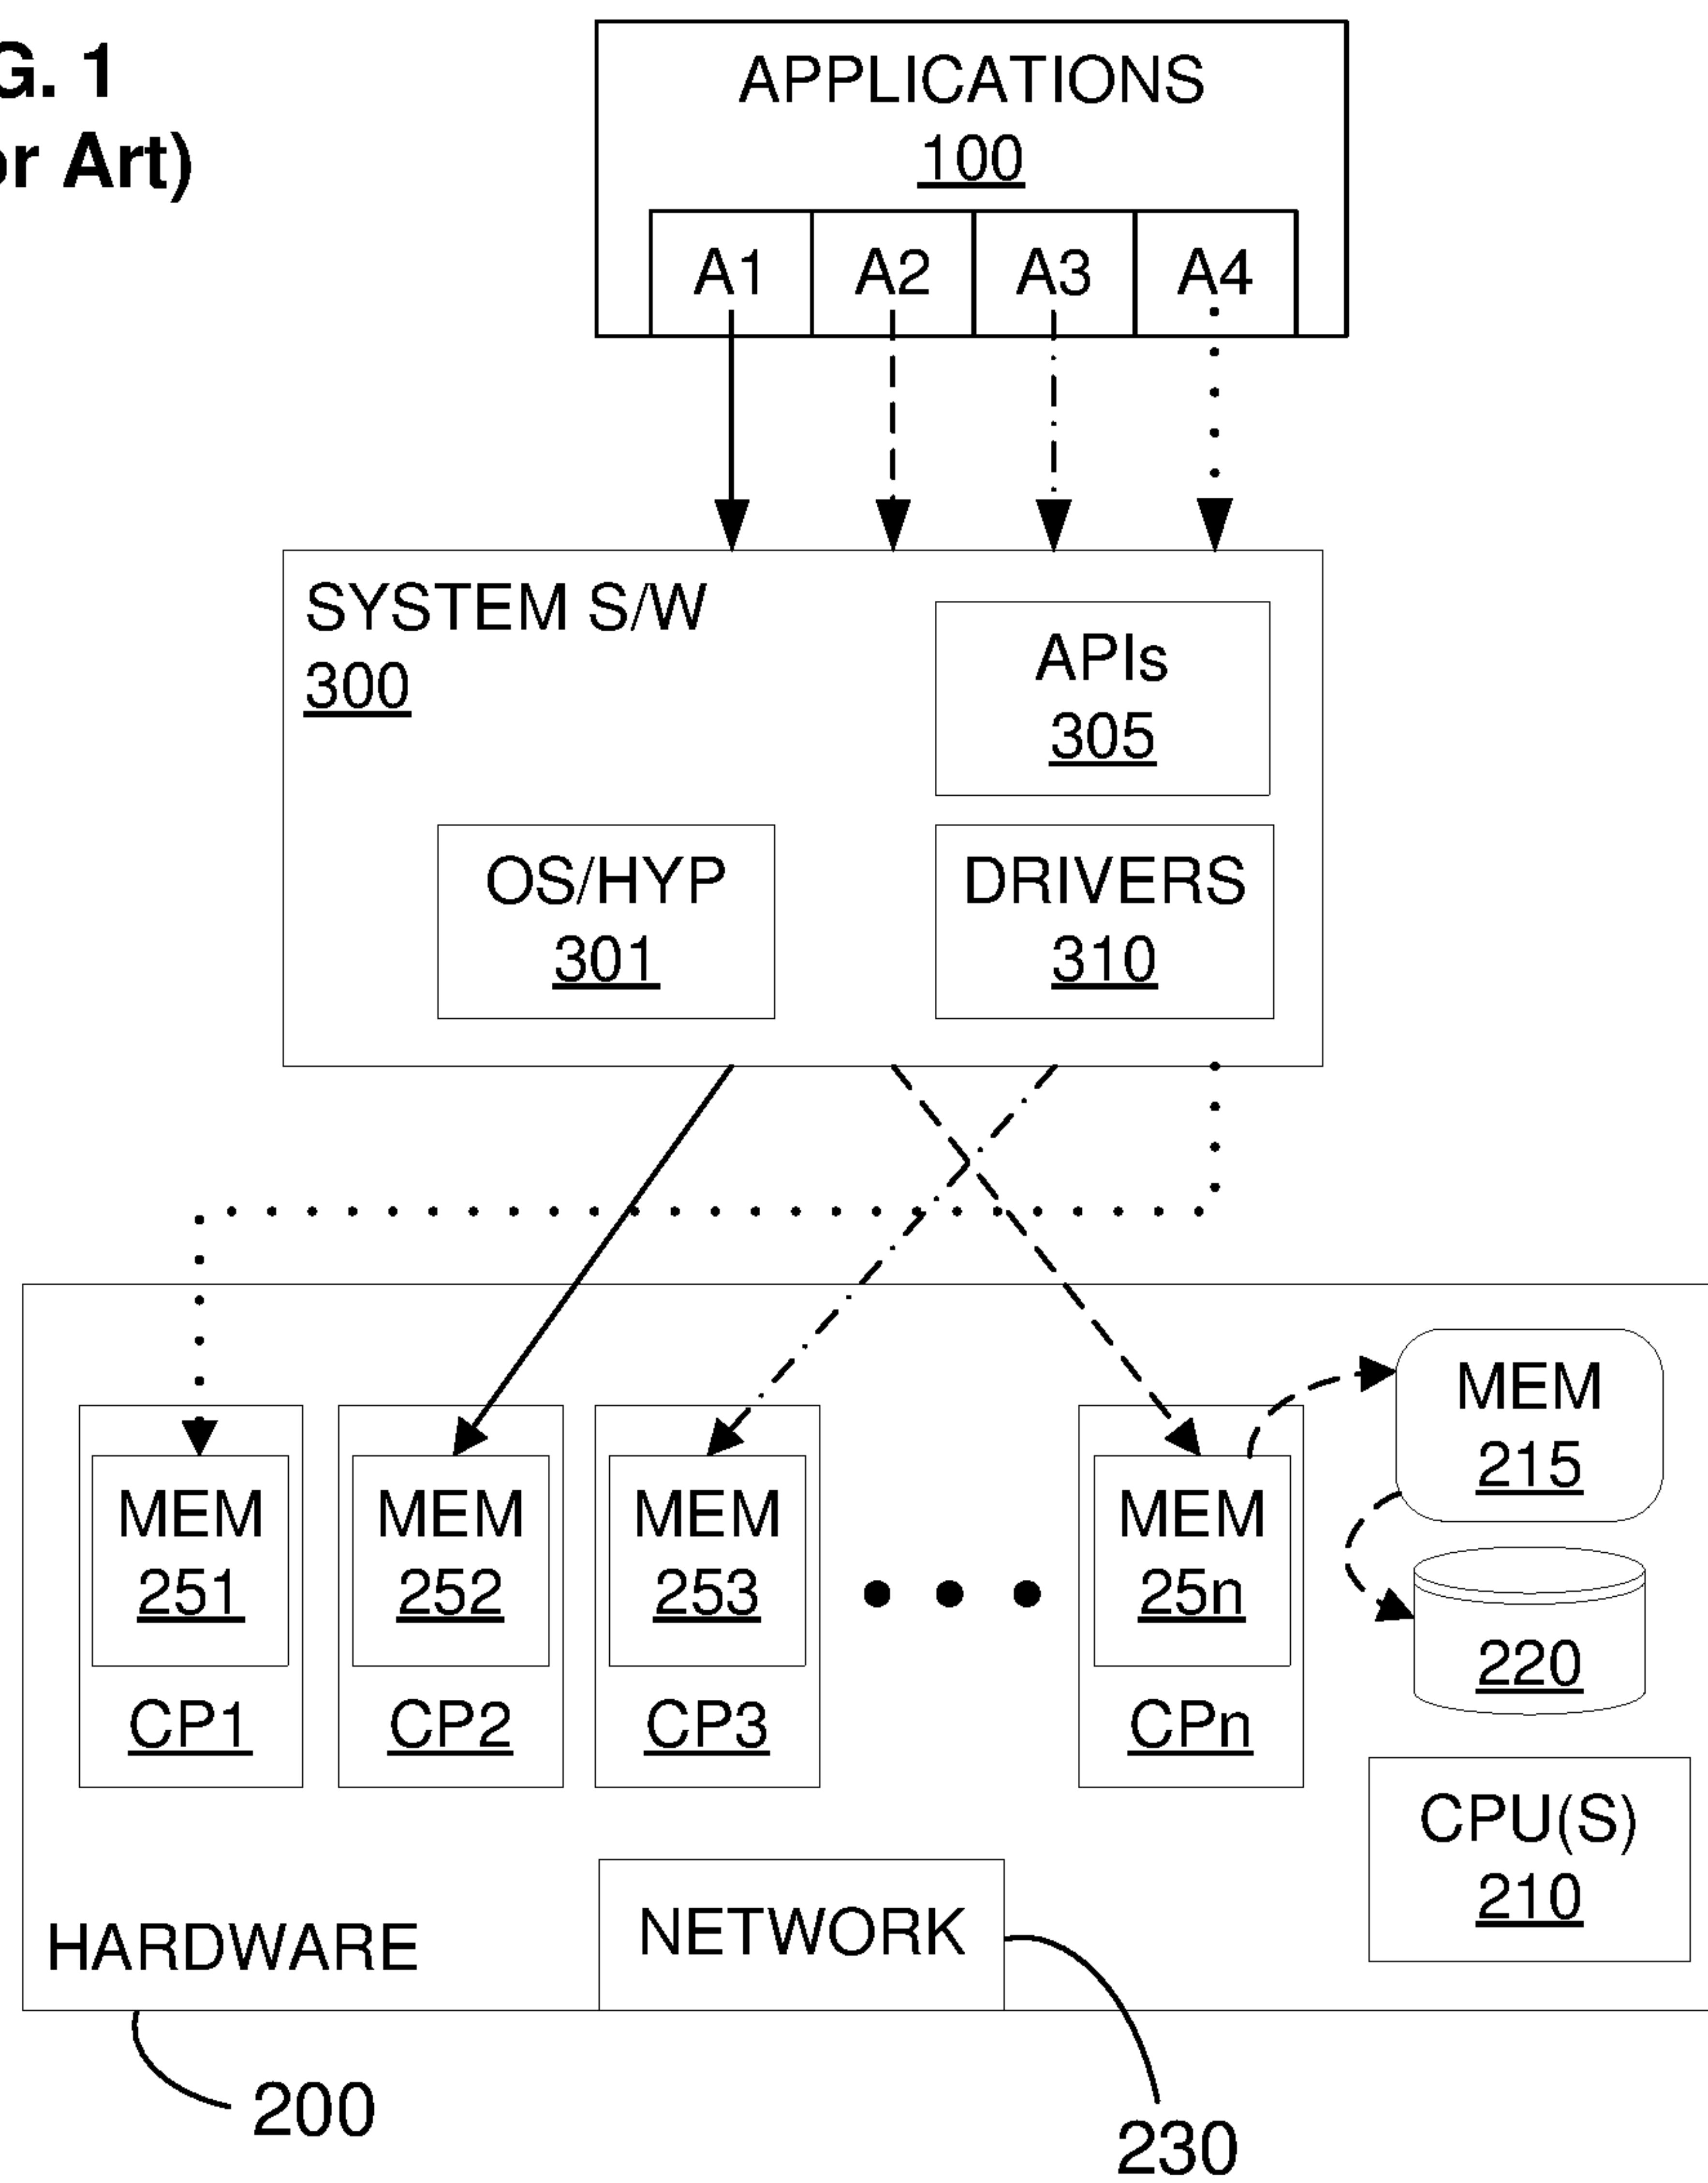 G. 1
or Art)
APPLICATIONS
100
A1 A2 A3 A4
SYSTEM S/W
300
APIs
305
OS/HYP
301
DRIVERS
310
MEM
215
MEM MEM MEM MEM
251 252 253 25n
220
CP1 CP2 CP3 CPn
CPU(S)
210
NETWORK
HARDWARE
200
230